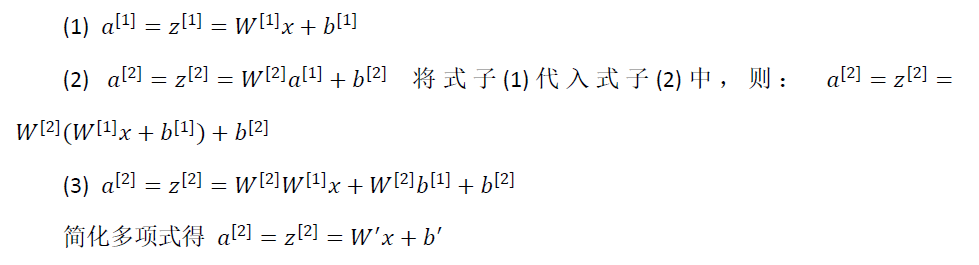 (1) a^[1] = z^[1] = W^[1]x + b^[1]
(2) a^[2] = z^[2] = W^[2]a^[1] + b^[2] 将式子(1)代入式子(2)中，则： a^[2] = z^[2] =
W^[2](W^[1]x + b^[1]) + b^[2]
(3) a^[2] = z^[2] = W^[2]W^[1]x + W^[2]b^[1] + b^[2]
简化多项式得 a^[2] = z^[2] = W′x + b′